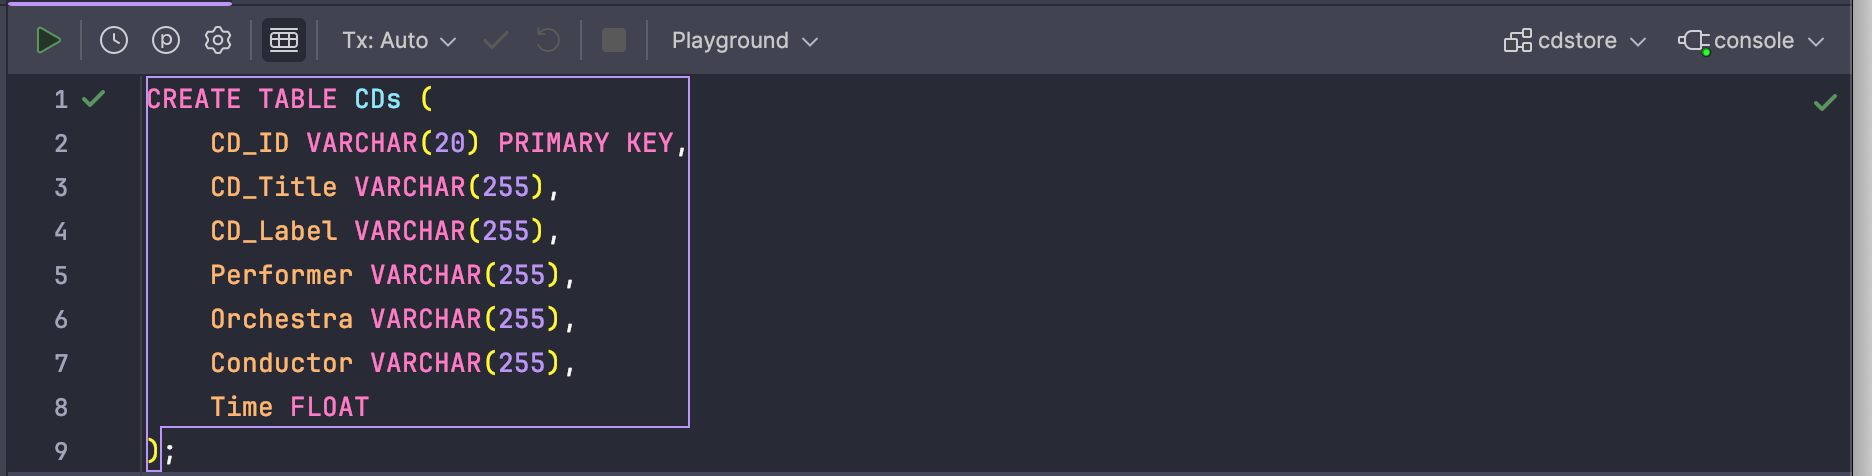 Tx: Auto Playground cdstore console
1 CREATE TABLE CDs (
2 CD_ID VARCHAR(20) PRIMARY KEY,
3 CD_Title VARCHAR(255),
4 CD_Label VARCHAR(255),
5 Performer VARCHAR(255),
6 Orchestra VARCHAR(255),
7 Conductor VARCHAR(255),
8 Time FLOAT
9 );